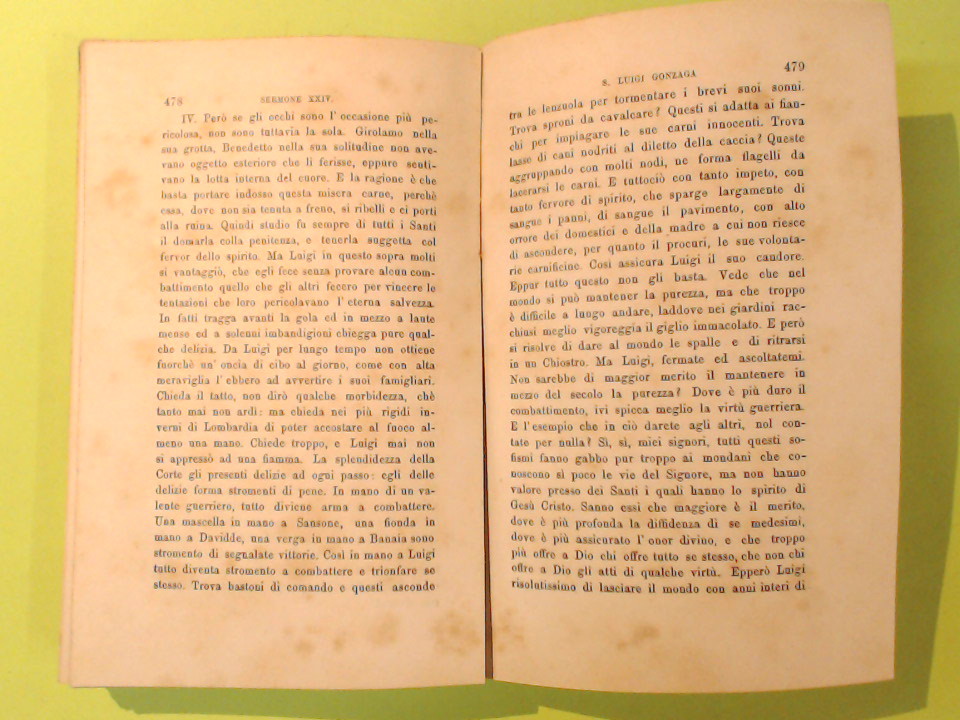 478
SERMONE XXIV.
IV. Però se gli occhi sono l'occasione più pe-
ricolosa, non sono tuttavia la sola. Girolamo nella
sua grotta, Benedetto nella sua solitudine non ave-
vano oggetto esteriore che li ferisse, eppure senti-
vano la lotta interna del cuore. E la ragione è che
basta portare indosso questa misera carne, perchè
essa, dove non sia tenuta a freno, si ribelli e ci porti
alla ruina. Quindi studio fu sempre di tutti i Santi
il domarla colla penitenza, e tenerla suggetta col
fervor dello spirito. Ma Luigi in questo sopra molti
si vantaggiò, che egli fece senza provare alcun com-
battimento quello che gli altri fecero per vincere le
tentazioni che loro pericolavano l'eterna salvezza.
In fatti tragga avanti la gola ed in mezzo a laute
mense ed a solenni imbandigioni chiegga pure qual-
che delizia. Da Luigi per lungo tempo non ottiene
fuorchè un'oncia di cibo al giorno, come con alta
meraviglia l'ebbero ad avvertire i suoi famigliari.
Chieda il tatto, non dirò qualche morbidezza, chè
tanto mai non ardì: ma chieda nei più rigidi in-
verni di Lombardia di poter accostare al fuoco al-
meno una mano. Chiede troppo, e Luigi mai non
si appressò ad una fiamma. La splendidezza della
Corte gli presenti delizie ad ogni passo: egli delle
delizie forma stromenti di pene. In mano di un va-
lente guerriero, tutto diviene arma a combattere.
Una mascella in mano a Sansone, una fionda in
mano a Davidde, una verga in mano a Banaia sono
stromento di segnalate vittorie. Così in mano a Luigi
tutto diventa stromento a combattere e trionfare se
stesso. Trova bastoni di comando e questi asconde
S. LUIGI GONZAGA
479
tra le lenzuola per tormentare i brevi suoi sonni.
Trova sproni da cavalcare? Questi si adatta ai fian-
chi per impiagare le sue carni innocenti. Trova
lasse di cani nodriti al diletto della caccia? Queste
aggruppando con molti nodi, ne forma flagelli da
lacerarsi le carni. E tuttociò con tanto impeto, con
tanto fervore di spirito, che sparge largamente di
sangue i panni, di sangue il pavimento, con alto
orrore dei domestici e della madre a cui non riesce
di ascondere, per quanto il procuri, le sue volonta-
rie carnificine. Così assicura Luigi il suo candore.
Eppur tutto questo non gli basta. Vede che nel
mondo si può mantener la purezza, ma che troppo
è difficile a lungo andare, laddove nei giardini rac-
chiusi meglio vigoreggia il giglio immacolato. E però
si risolve di dare al mondo le spalle e di ritrarsi
in un Chiostro. Ma Luigi, fermate ed ascoltatemi.
Non sarebbe di maggior merito il mantenere in
mezzo del secolo la purezza? Dove è più duro il
combattimento, ivi spicca meglio la virtù guerriera.
E l'esempio che in ciò darete agli altri, nol con-
tate per nulla? Sì, sì, miei signori, tutti questi so-
fismi fanno gabbo pur troppo ai mondani che co-
noscono sì poco le vie del Signore, ma non hanno
valore presso dei Santi i quali hanno lo spirito di
Gesù Cristo. Sanno essi che maggiore è il merito,
dove è più profonda la diffidenza di se medesimi,
dove è più assicurato l'onor divino, e che troppo
più offre a Dio chi offre tutto se stesso, che non chi
offre a Dio gli atti di qualche virtù. Epperò Luigi
risolutissimo di lasciare il mondo con anni interi di